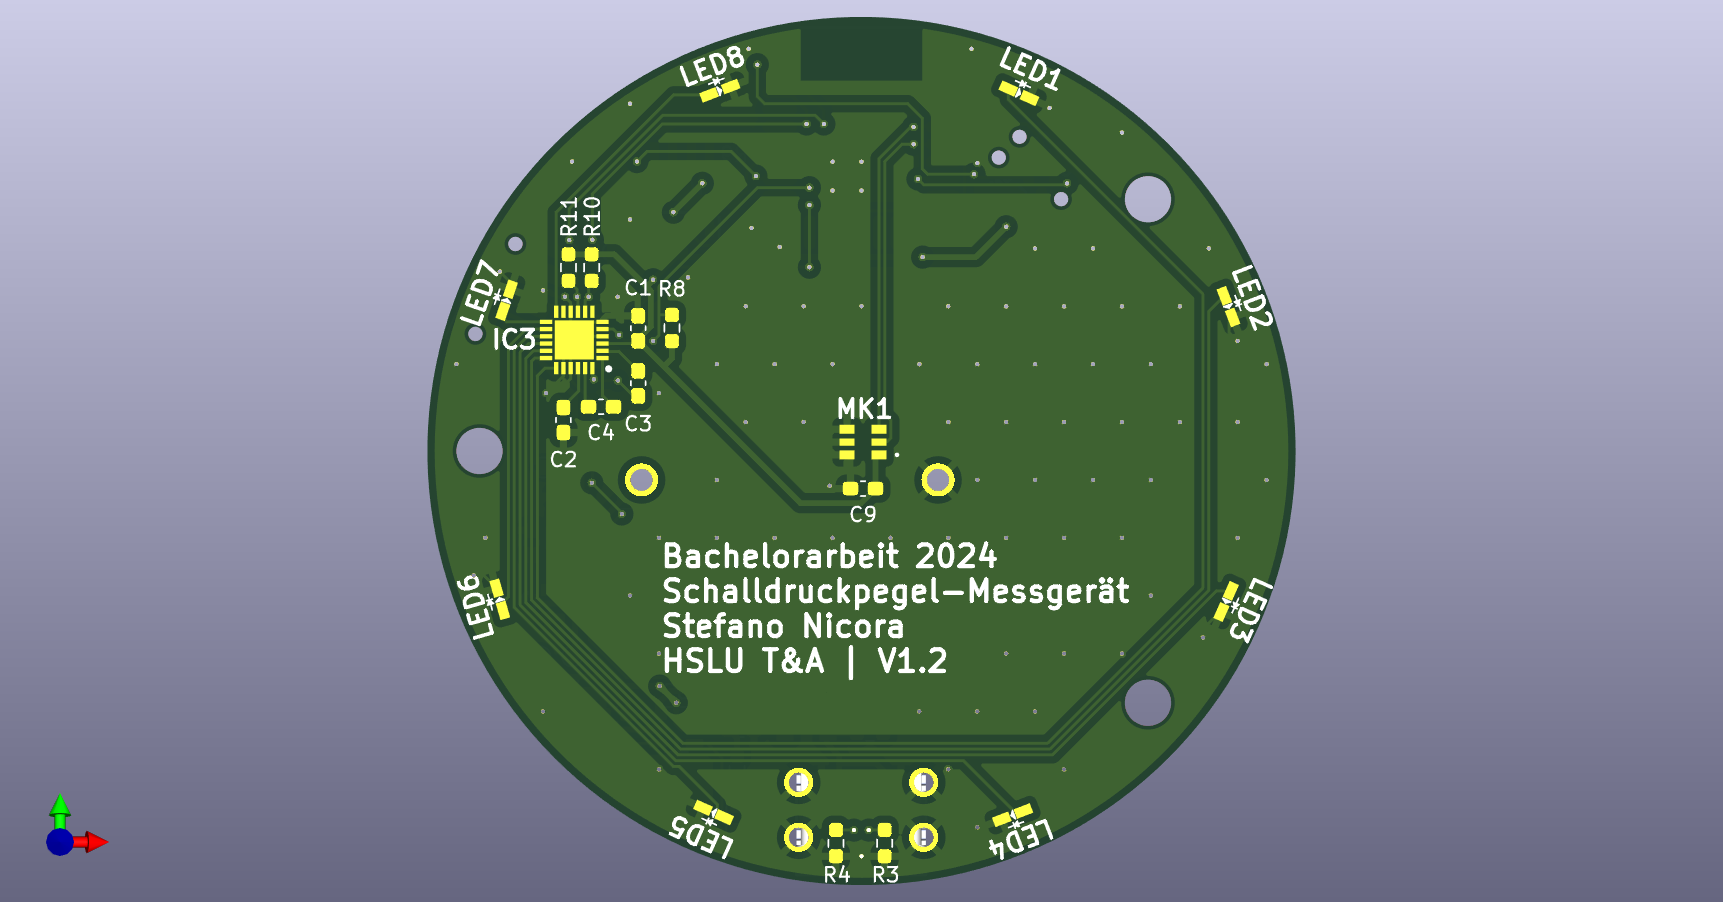 LED8
LED1
R11
R10
LED7
C1
R8
LED2
IC3
MK1
C3
C4
C2
C9
Bachelorarbeit 2024
Schalldruckpegel-Messgerät
Stefano Nicora
HSLU T&A | V1.2
LED6
LED3
LED5
LED4
R4
R3